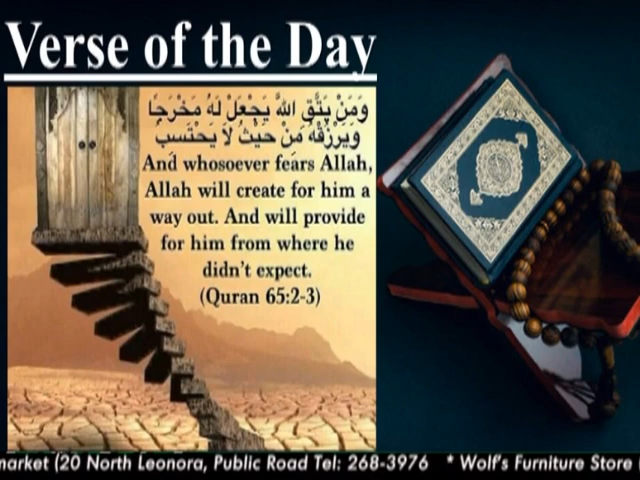 Verse of the Day
وَمَنْ يَتَّقِ اللَّهَ يَجْعَلْ لَهُ مَخْرَجًا
وَيَرْزُقْهُ مِنْ حَيْثُ لَا يَحْتَسِبُ
And whosoever fears Allah,
Allah will create for him a
way out. And will provide
for him from where he
didn't expect.
(Quran 65:2-3)
market (20 North Leonora, Public Road Tel: 268-3976 * Wolf's Furniture Store (